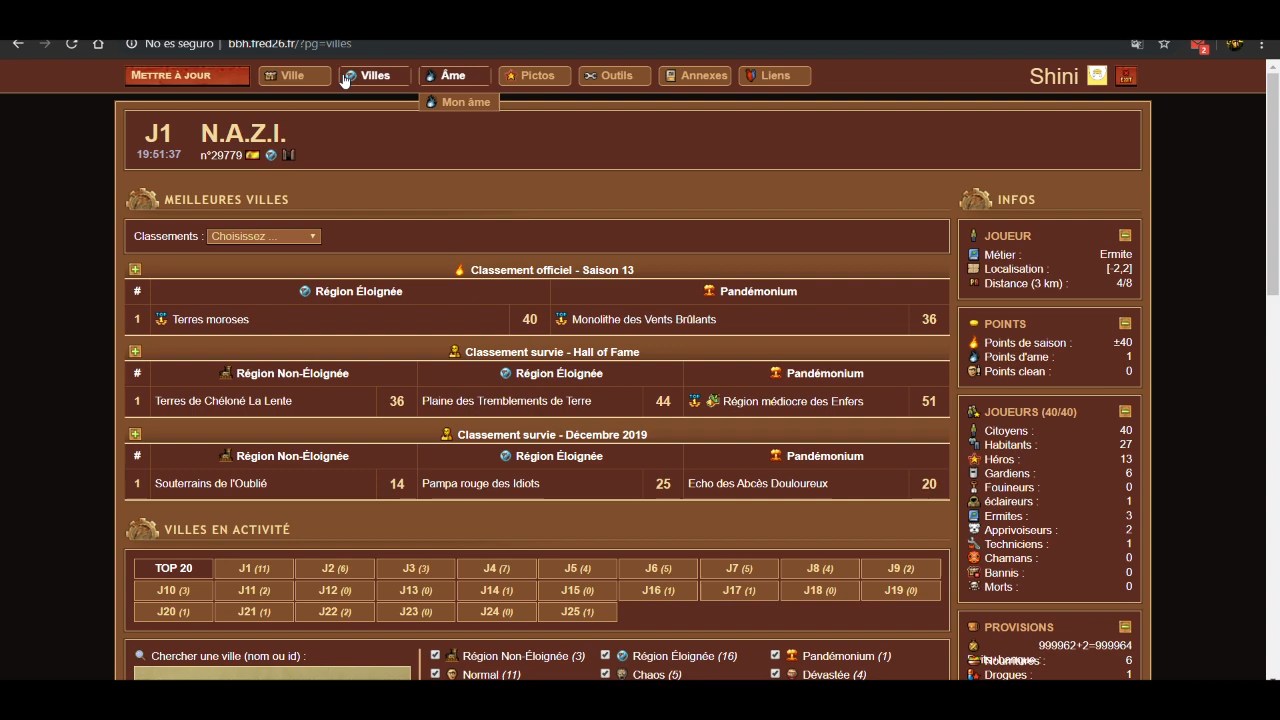 No es seguro | bbh.fred26.fr/?pg=villes
2
METTRE À JOUR Ville Villes Âme Pictos Outils Annexes Liens Shini EXIT
Mon âme
J1 N.A.Z.I.
19:51:37 n°29779
MEILLEURES VILLES
Classements : Choisissez ...
Classement officiel - Saison 13
# Région Éloignée Pandémonium
1 Terres moroses 40 Monolithe des Vents Brûlants 36
Classement survie - Hall of Fame
# Région Non-Éloignée Région Éloignée Pandémonium
1 Terres de Chéloné La Lente 36 Plaine des Tremblements de Terre 44 Région médiocre des Enfers 51
Classement survie - Décembre 2019
# Région Non-Éloignée Région Éloignée Pandémonium
1 Souterrains de l'Oublié 14 Pampa rouge des Idiots 25 Echo des Abcès Douloureux 20
VILLES EN ACTIVITÉ
TOP 20 J1 (11) J2 (6) J3 (3) J4 (7) J5 (4) J6 (5) J7 (5) J8 (4) J9 (2)
J10 (3) J11 (2) J12 (0) J13 (0) J14 (1) J15 (0) J16 (1) J17 (1) J18 (0) J19 (0)
J20 (1) J21 (1) J22 (2) J23 (0) J24 (0) J25 (1)
Chercher une ville (nom ou id) :
Région Non-Éloignée (3) Région Éloignée (16) Pandémonium (1)
Normal (11) Chaos (5) Dévastée (4)
INFOS
JOUEUR
Métier : Ermite
Localisation : [-2,2]
Distance (3 km) : 4/8
POINTS
Points de saison : ±40
Points d'ame : 1
Points clean : 0
JOUEURS (40/40)
Citoyens : 40
Habitants : 27
Héros : 13
Gardiens : 6
Fouineurs : 0
éclaireurs : 1
Ermites : 3
Apprivoiseurs : 2
Techniciens : 1
Chamans : 0
Bannis : 0
Morts : 0
PROVISIONS
999962+2=999964
Nourritures : 6
Drogues : 1